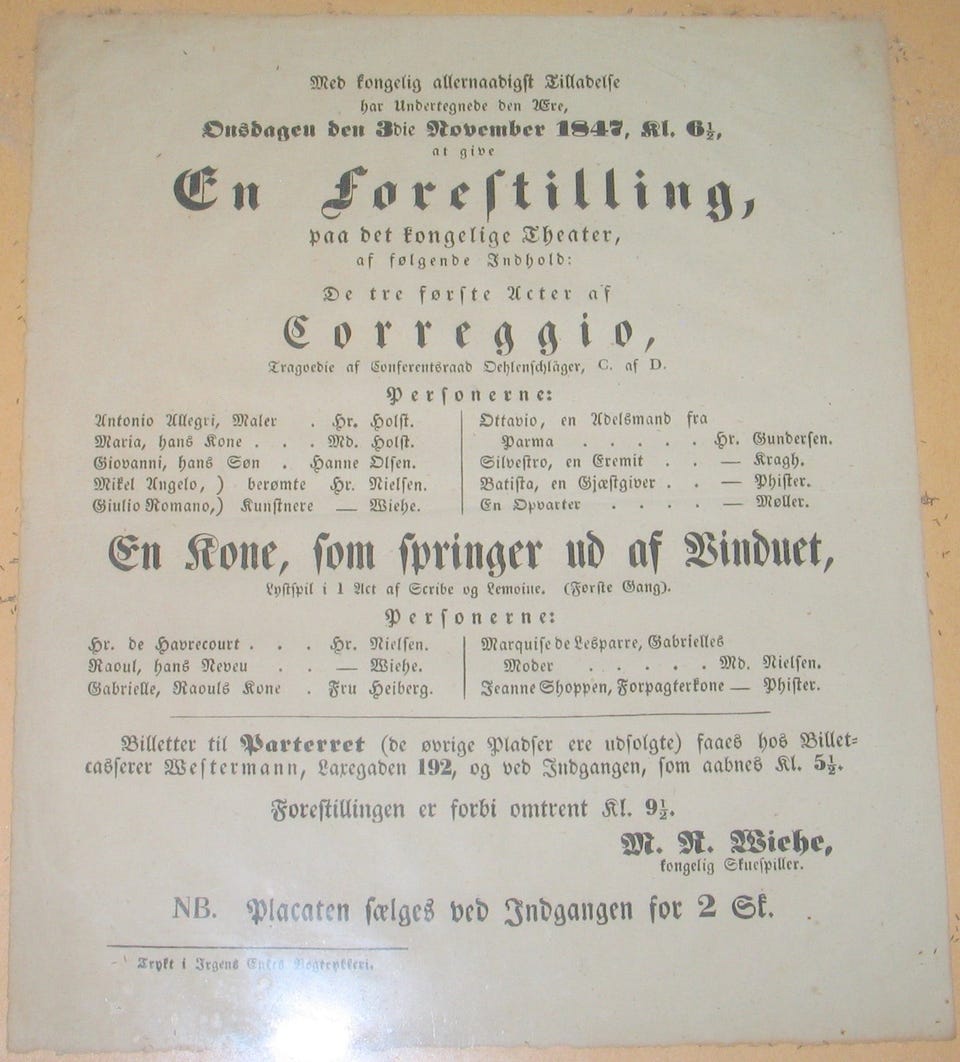 Med kongelig allernaadigst Tilladelse
har Undertegnede den Ære,
Onsdagen den 3die November 1847, Kl. 6½,
at give
En Forestilling,
paa det kongelige Theater,
af følgende Indhold:
De tre første Acter af
Correggio,
Tragoedie af Conferentsraad Oehlenschläger, C. af D.
Personerne:
Antonio Allegri, Maler . Hr. Holst.
Maria, hans Kone . . . Md. Holst.
Giovanni, hans Søn . Hanne Olsen.
Mikel Angelo, ) berømte Hr. Nielsen.
Giulio Romano,) Kunstnere — Wiehe.
Ottavio, en Adelsmand fra
Parma . . . . . Hr. Gundersen.
Silvestro, en Eremit . . — Kragh.
Batista, en Gjæstgiver . . — Phister.
En Opvarter . . . . — Møller.
En Kone, som springer ud af Vinduet,
Lystspil i 1 Act af Scribe og Lemoine. (Første Gang).
Personerne:
Hr. de Havrecourt . . . Hr. Nielsen.
Raoul, hans Neveu . . — Wiehe.
Gabrielle, Raouls Kone . Fru Heiberg.
Marquise de Lesparre, Gabrielles
Moder . . . . . Md. Nielsen.
Jeanne Shoppen, Forpagterkone — Phister.
Billetter til Parterret (de øvrige Pladser ere udsolgte) faaes hos Billet-
casserer Westermann, Laxegaden 192, og ved Indgangen, som aabnes Kl. 5½.
Forestillingen er forbi omtrent Kl. 9½.
M. R. Wiehe,
kongelig Skuespiller.
NB. Placaten sælges ved Indgangen for 2 Sk.
Trykt i Irgens Enkes Bogtrykkeri.